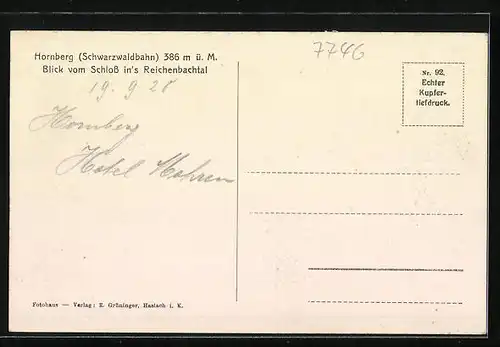 Hornberg (Schwarzwaldbahn) 386 m ü. M.
Blick vom Schloß in's Reichenbachtal
19. 9. 28
Hornberg
Hotel Mohren
7746
Nr. 92.
Echter
Kupfer-
tiefdruck.
Fotohaus — Verlag: E. Grüninger, Haslach i. K.